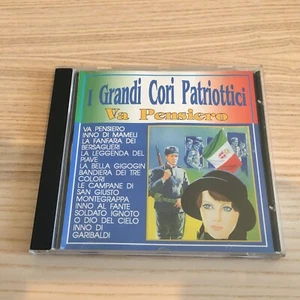 I Grandi Cori Patriottici
Va Pensiero
VA PENSIERO
INNO DI MAMELI
LA FANFARA DEI
BERSAGLIERI
LA LEGGENDA DEL
PIAVE
LA BELLA GIGOGIN
BANDIERA DEI TRE
COLORI
LE CAMPANE DI
SAN GIUSTO
MONTEGRAPPA
INNO AL FANTE
SOLDATO IGNOTO
O DIO DEL CIELO
INNO DI
GARIBALDI